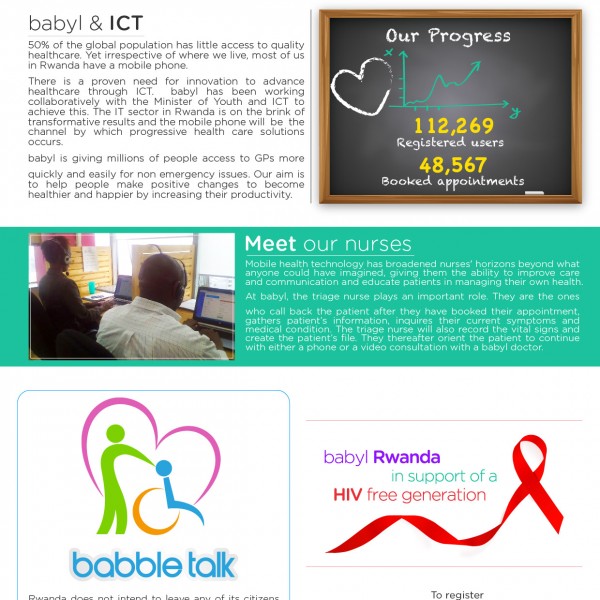 babyl & ICT
50% of the global population has little access to quality
healthcare. Yet irrespective of where we live, most of us
in Rwanda have a mobile phone.
There is a proven need for innovation to advance
healthcare through ICT. babyl has been working
collaboratively with the Minister of Youth and ICT to
achieve this. The IT sector in Rwanda is on the brink of
transformative results and the mobile phone will be the
channel by which progressive health care solutions
occurs.
babyl is giving millions of people access to GPs more
quickly and easily for non emergency issues. Our aim is
to help people make positive changes to become
healthier and happier by increasing their productivity.
Our Progress
x
y
112,269
Registered users
48,567
Booked appointments
Meet our nurses
Mobile health technology has broadened nurses' horizons beyond what
anyone could have imagined, giving them the ability to improve care
and communication and educate patients in managing their own health.
At babyl, the triage nurse plays an important role. They are the ones
who call back the patient after they have booked their appointment,
gathers patient's information, inquires their current symptoms and
medical condition. The triage nurse will also record the vital signs and
create the patient's file. They therefore orient the patient to continue
with either a phone or a video consultation with a babyl doctor.
babble talk
Rwanda does not intend to leave any of its citizens
babyl Rwanda
in support of a
HIV free generation
To register